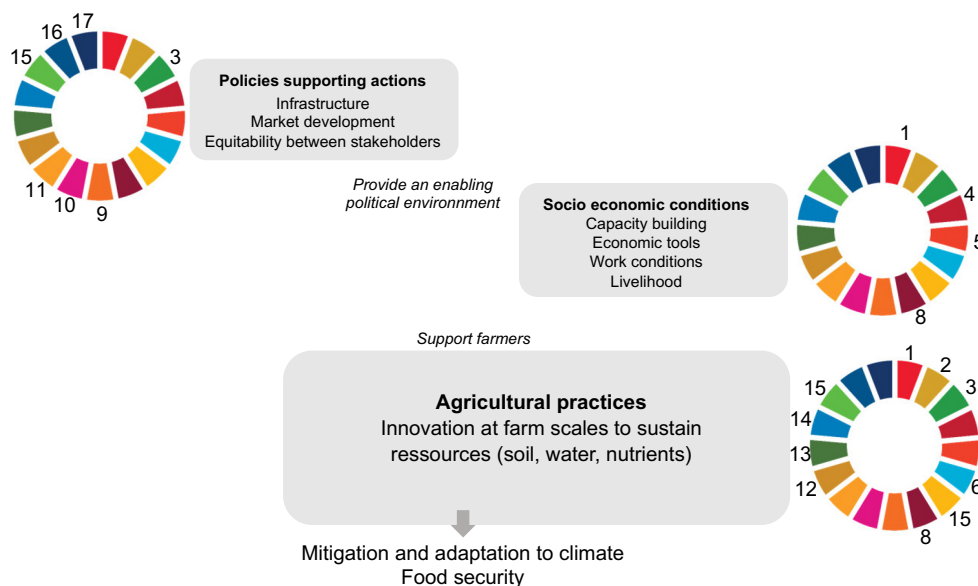 17
16
15
3
11
10
9
Policies supporting actions
Infrastructure
Market development
Equitability between stakeholders
Provide an enabling
political environnment
Socio economic conditions
Capacity building
Economic tools
Work conditions
Livelihood
1
4
5
8
Support farmers
Agricultural practices
Innovation at farm scales to sustain
ressources (soil, water, nutrients)
1
2
3
15
14
13
12
6
15
8
Mitigation and adaptation to climate
Food security